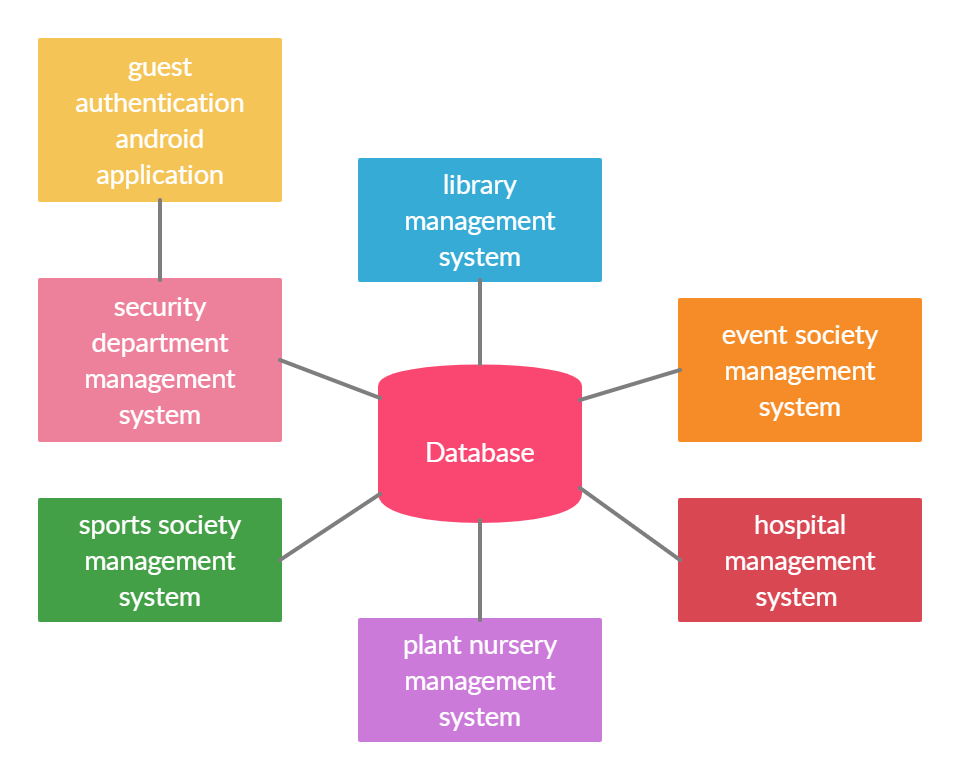 guest
authentication
android
application
library
management
system
security
department
management
system
event society
management
system
Database
sports society
management
system
hospital
management
system
plant nursery
management
system